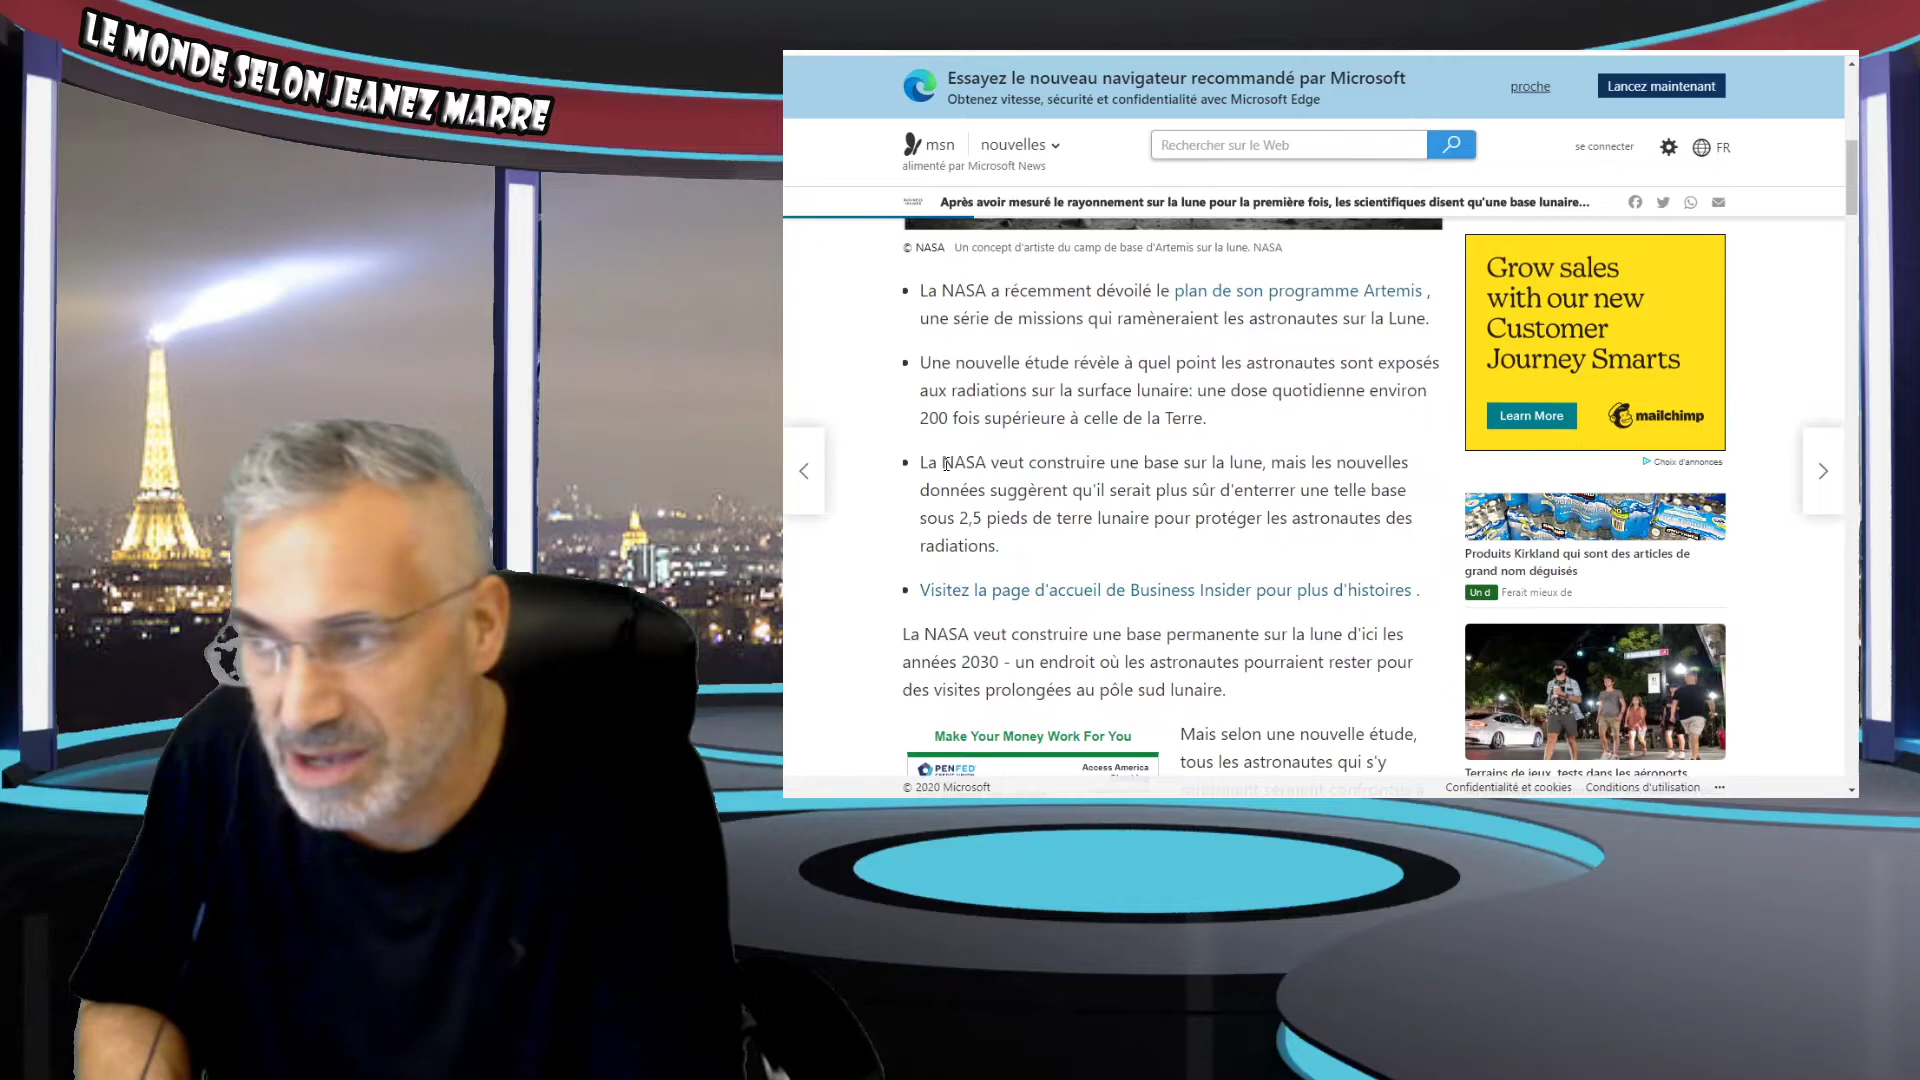 LE MONDE SELON JEANEZ MARRE
Essayez le nouveau navigateur recommandé par Microsoft
Obtenez vitesse, sécurité et confidentialité avec Microsoft Edge
proche
Lancez maintenant
msn
nouvelles
alimenté par Microsoft News
Rechercher sur le Web
se connecter
FR
BUSINESS INSIDER
Après avoir mesuré le rayonnement sur la lune pour la première fois, les scientifiques disent qu'une base lunaire...
© NASA Un concept d'artiste du camp de base d'Artemis sur la lune. NASA
La NASA a récemment dévoilé le plan de son programme Artemis ,
une série de missions qui ramèneraient les astronautes sur la Lune.
Une nouvelle étude révèle à quel point les astronautes sont exposés
aux radiations sur la surface lunaire: une dose quotidienne environ
200 fois supérieure à celle de la Terre.
La NASA veut construire une base sur la lune, mais les nouvelles
données suggèrent qu'il serait plus sûr d'enterrer une telle base
sous 2,5 pieds de terre lunaire pour protéger les astronautes des
radiations.
Visitez la page d'accueil de Business Insider pour plus d'histoires .
La NASA veut construire une base permanente sur la lune d'ici les
années 2030 - un endroit où les astronautes pourraient rester pour
des visites prolongées au pôle sud lunaire.
Make Your Money Work For You
PENFED
Access America
Mais selon une nouvelle étude,
tous les astronautes qui s'y
Grow sales
with our new
Customer
Journey Smarts
Learn More
mailchimp
Choix d'annonces
Produits Kirkland qui sont des articles de
grand nom déguisés
Un d
Ferait mieux de
Terrains de jeux, tests dans les aéroports
© 2020 Microsoft
Confidentialité et cookies
Conditions d'utilisation
...